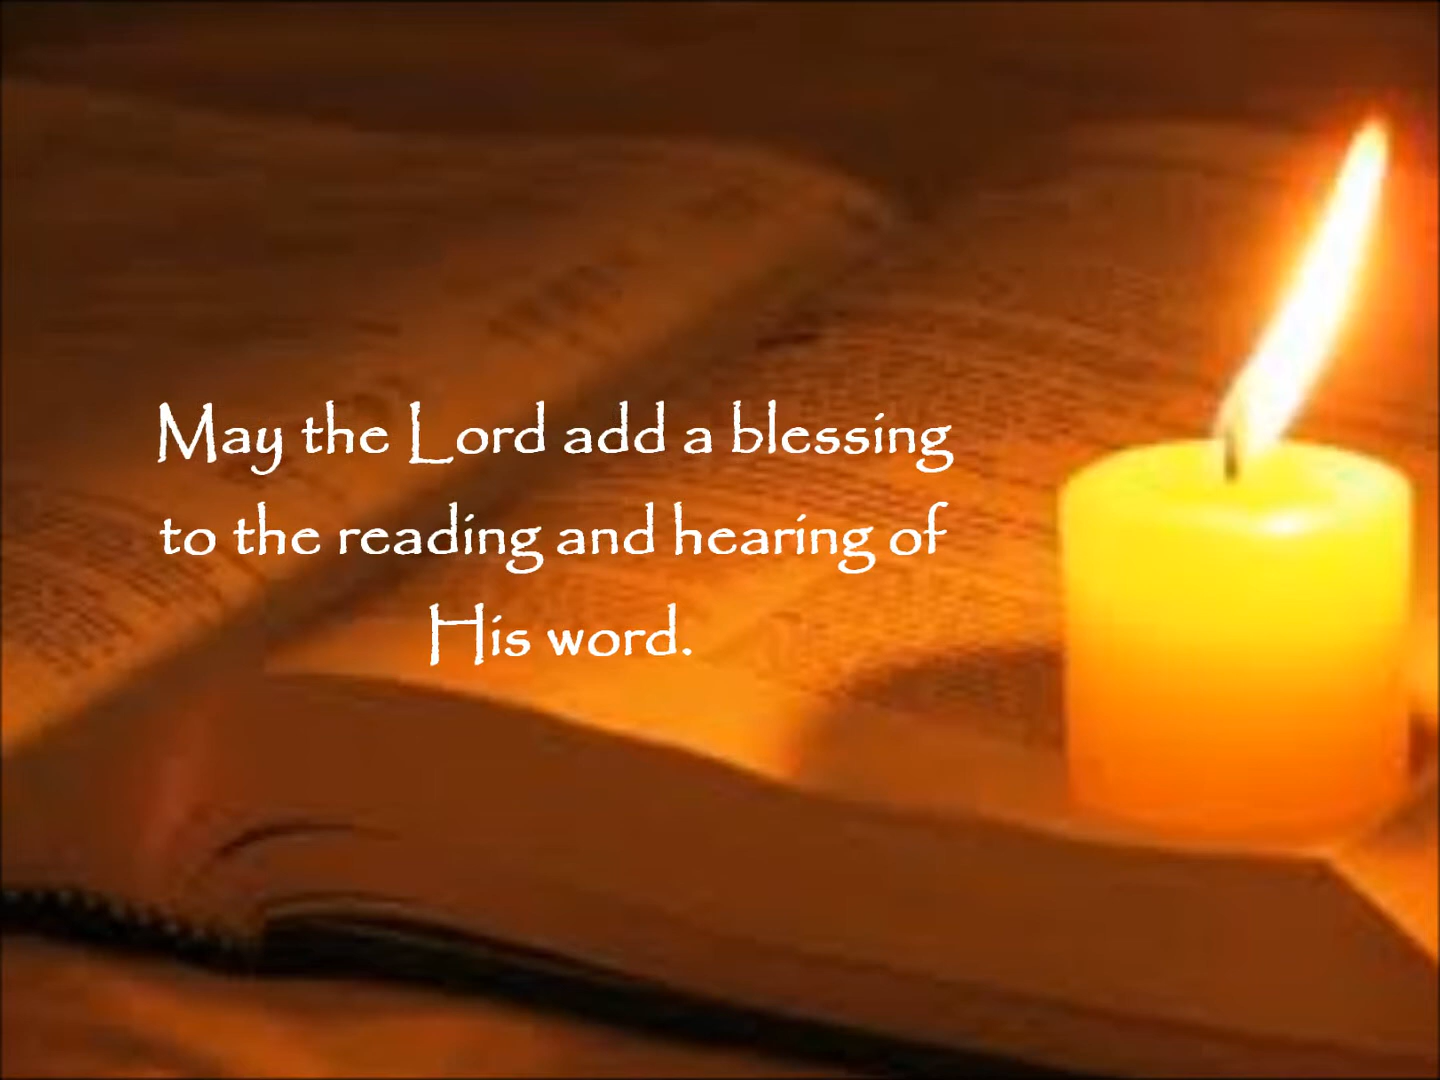 May the Lord add a blessing
to the reading and hearing of
His word.